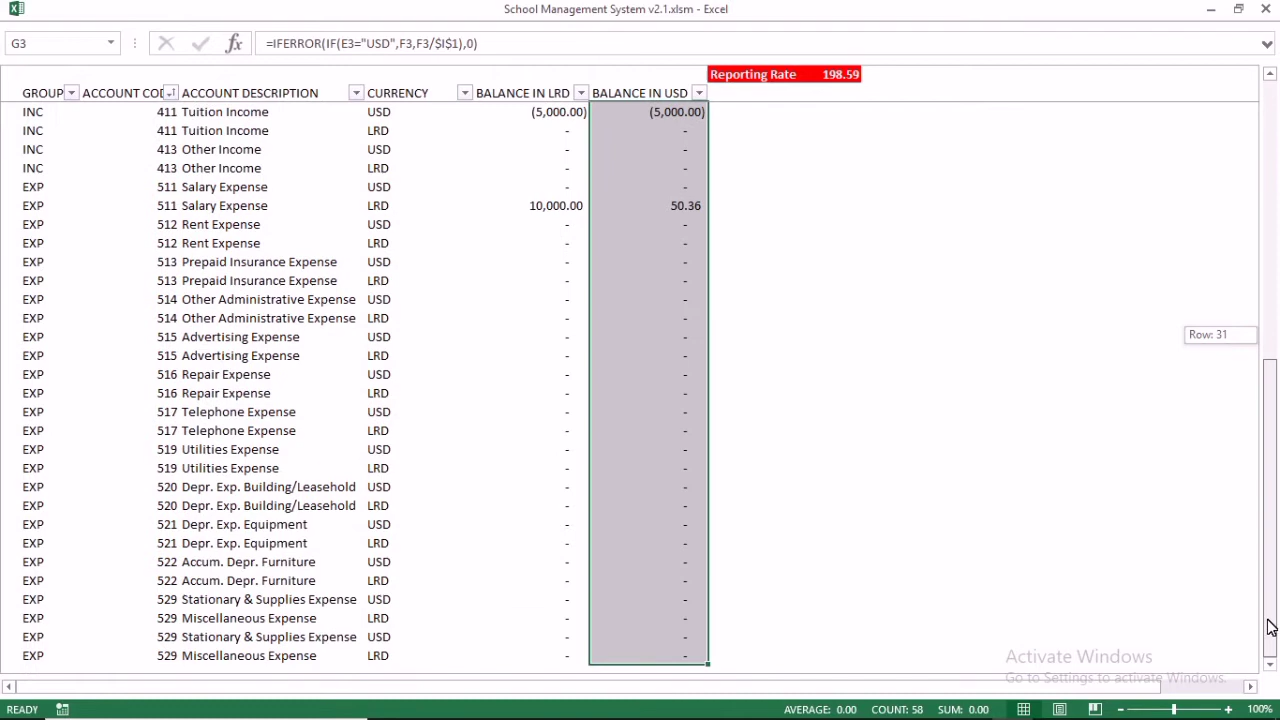 School Management System v2.1.xlsm - Excel
G3 fx =IFERROR(IF(E3="USD",F3,F3/$I$1),0)
Reporting Rate 198.59
GROUP ACCOUNT COD ACCOUNT DESCRIPTION CURRENCY BALANCE IN LRD BALANCE IN USD
INC 411 Tuition Income USD (5,000.00) (5,000.00)
INC 411 Tuition Income LRD - -
INC 413 Other Income USD - -
INC 413 Other Income LRD - -
EXP 511 Salary Expense USD - -
EXP 511 Salary Expense LRD 10,000.00 50.36
EXP 512 Rent Expense USD - -
EXP 512 Rent Expense LRD - -
EXP 513 Prepaid Insurance Expense USD - -
EXP 513 Prepaid Insurance Expense LRD - -
EXP 514 Other Administrative Expense USD - -
EXP 514 Other Administrative Expense LRD - -
EXP 515 Advertising Expense USD - -
Row: 31
EXP 515 Advertising Expense LRD - -
EXP 516 Repair Expense USD - -
EXP 516 Repair Expense LRD - -
EXP 517 Telephone Expense USD - -
EXP 517 Telephone Expense LRD - -
EXP 519 Utilities Expense USD - -
EXP 519 Utilities Expense LRD - -
EXP 520 Depr. Exp. Building/Leasehold USD - -
EXP 520 Depr. Exp. Building/Leasehold LRD - -
EXP 521 Depr. Exp. Equipment USD - -
EXP 521 Depr. Exp. Equipment LRD - -
EXP 522 Accum. Depr. Furniture USD - -
EXP 522 Accum. Depr. Furniture LRD - -
EXP 529 Stationary & Supplies Expense USD - -
EXP 529 Miscellaneous Expense LRD - -
EXP 529 Stationary & Supplies Expense USD - -
EXP 529 Miscellaneous Expense LRD - -
Activate Windows
Go to Settings to activate Windows.
READY AVERAGE: 0.00 COUNT: 58 SUM: 0.00 100%